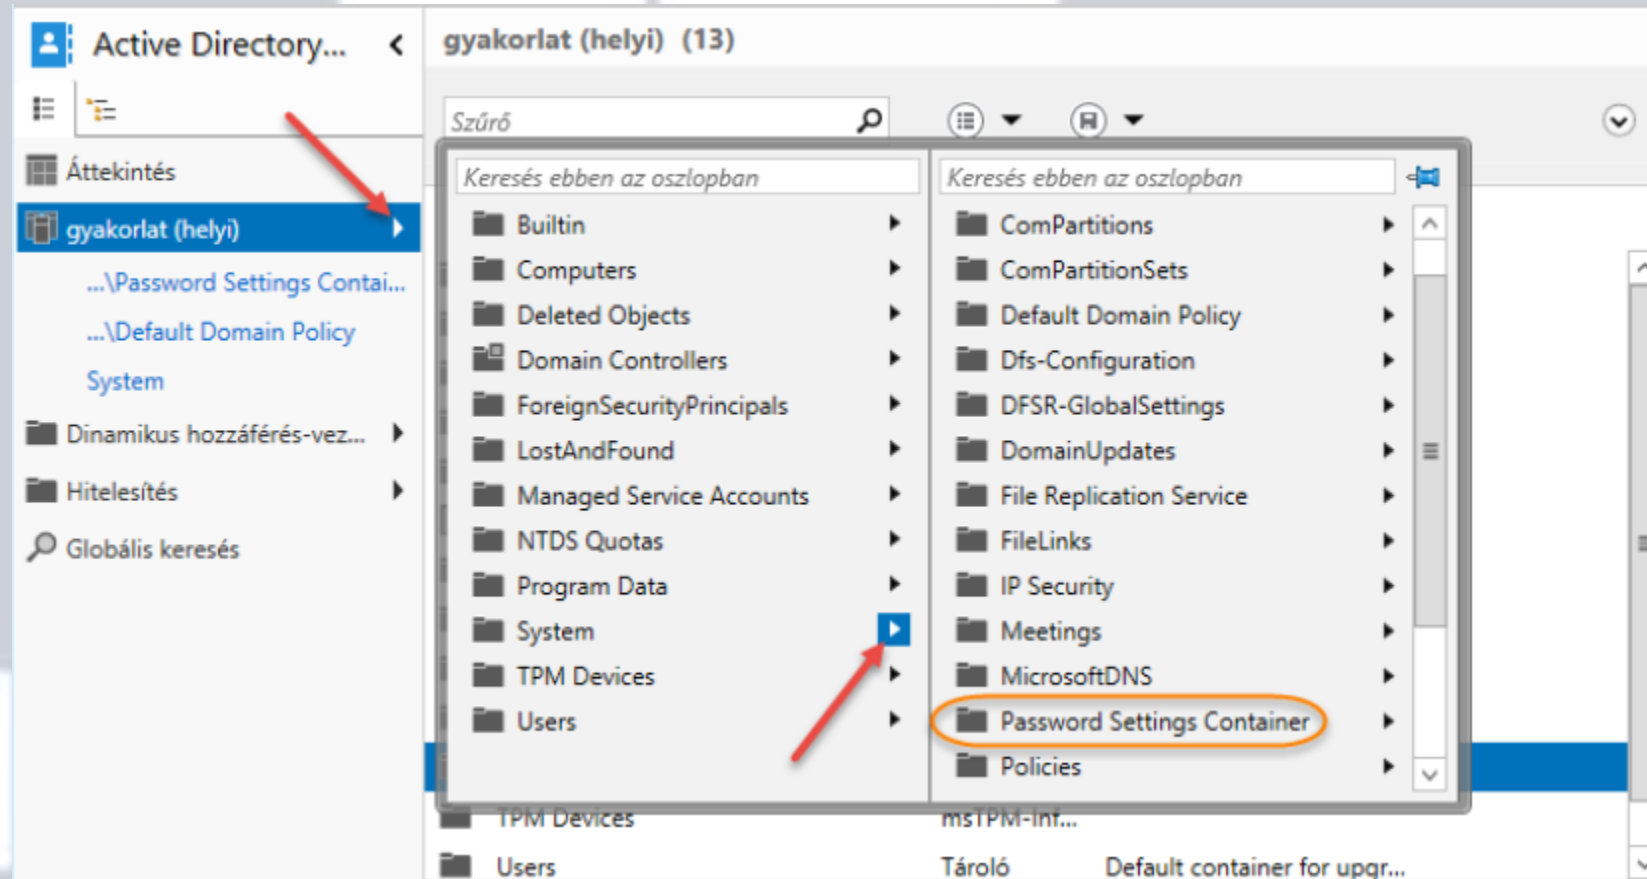 Active Directory...
Áttekintés
gyakorlat (helyi)
...\Password Settings Contai...
...\Default Domain Policy
System
Dinamikus hozzáférés-vez...
Hitelesítés
Globális keresés
gyakorlat (helyi) (13)
Szűrő
Keresés ebben az oszlopban
Builtin
Computers
Deleted Objects
Domain Controllers
ForeignSecurityPrincipals
LostAndFound
Managed Service Accounts
NTDS Quotas
Program Data
System
TPM Devices
Users
Keresés ebben az oszlopban
ComPartitions
ComPartitionSets
Default Domain Policy
Dfs-Configuration
DFSR-GlobalSettings
DomainUpdates
File Replication Service
FileLinks
IP Security
Meetings
MicrosoftDNS
Password Settings Container
Policies
TPM Devices msTPM-Inf...
Users Tároló Default container for upgr...